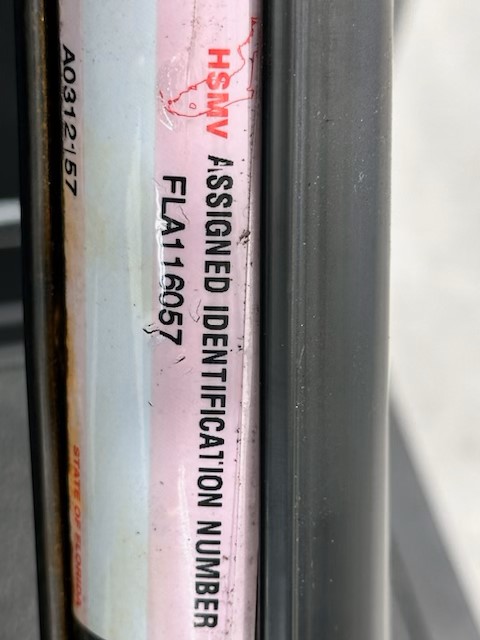 HSMV ASSIGNED IDENTIFICATION NUMBER
FLA116057
A0312157
STATE OF FLORIDA